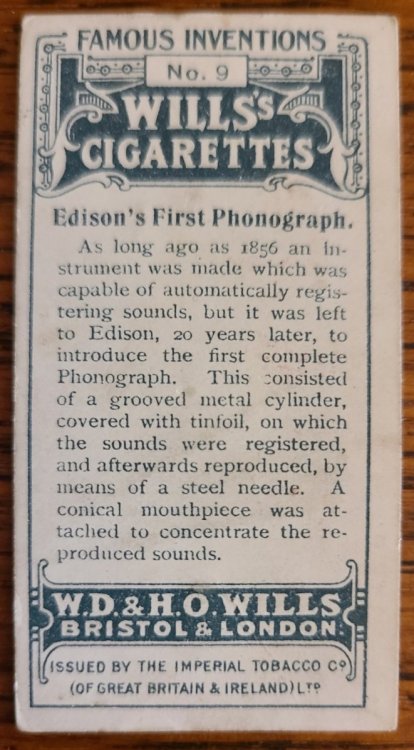 FAMOUS INVENTIONS
No. 9
WILLS's
CIGARETTES
Edison's First Phonograph.
As long ago as 1856 an in-
strument was made which was
capable of automatically regis-
tering sounds, but it was left
to Edison, 20 years later, to
introduce the first complete
Phonograph. This consisted
of a grooved metal cylinder,
covered with tinfoil, on which
the sounds were registered,
and afterwards reproduced, by
means of a steel needle. A
conical mouthpiece was at-
tached to concentrate the re-
produced sounds.
W.D. & H.O. WILLS
BRISTOL & LONDON.
ISSUED BY THE IMPERIAL TOBACCO Co
(OF GREAT BRITAIN & IRELAND) LTD